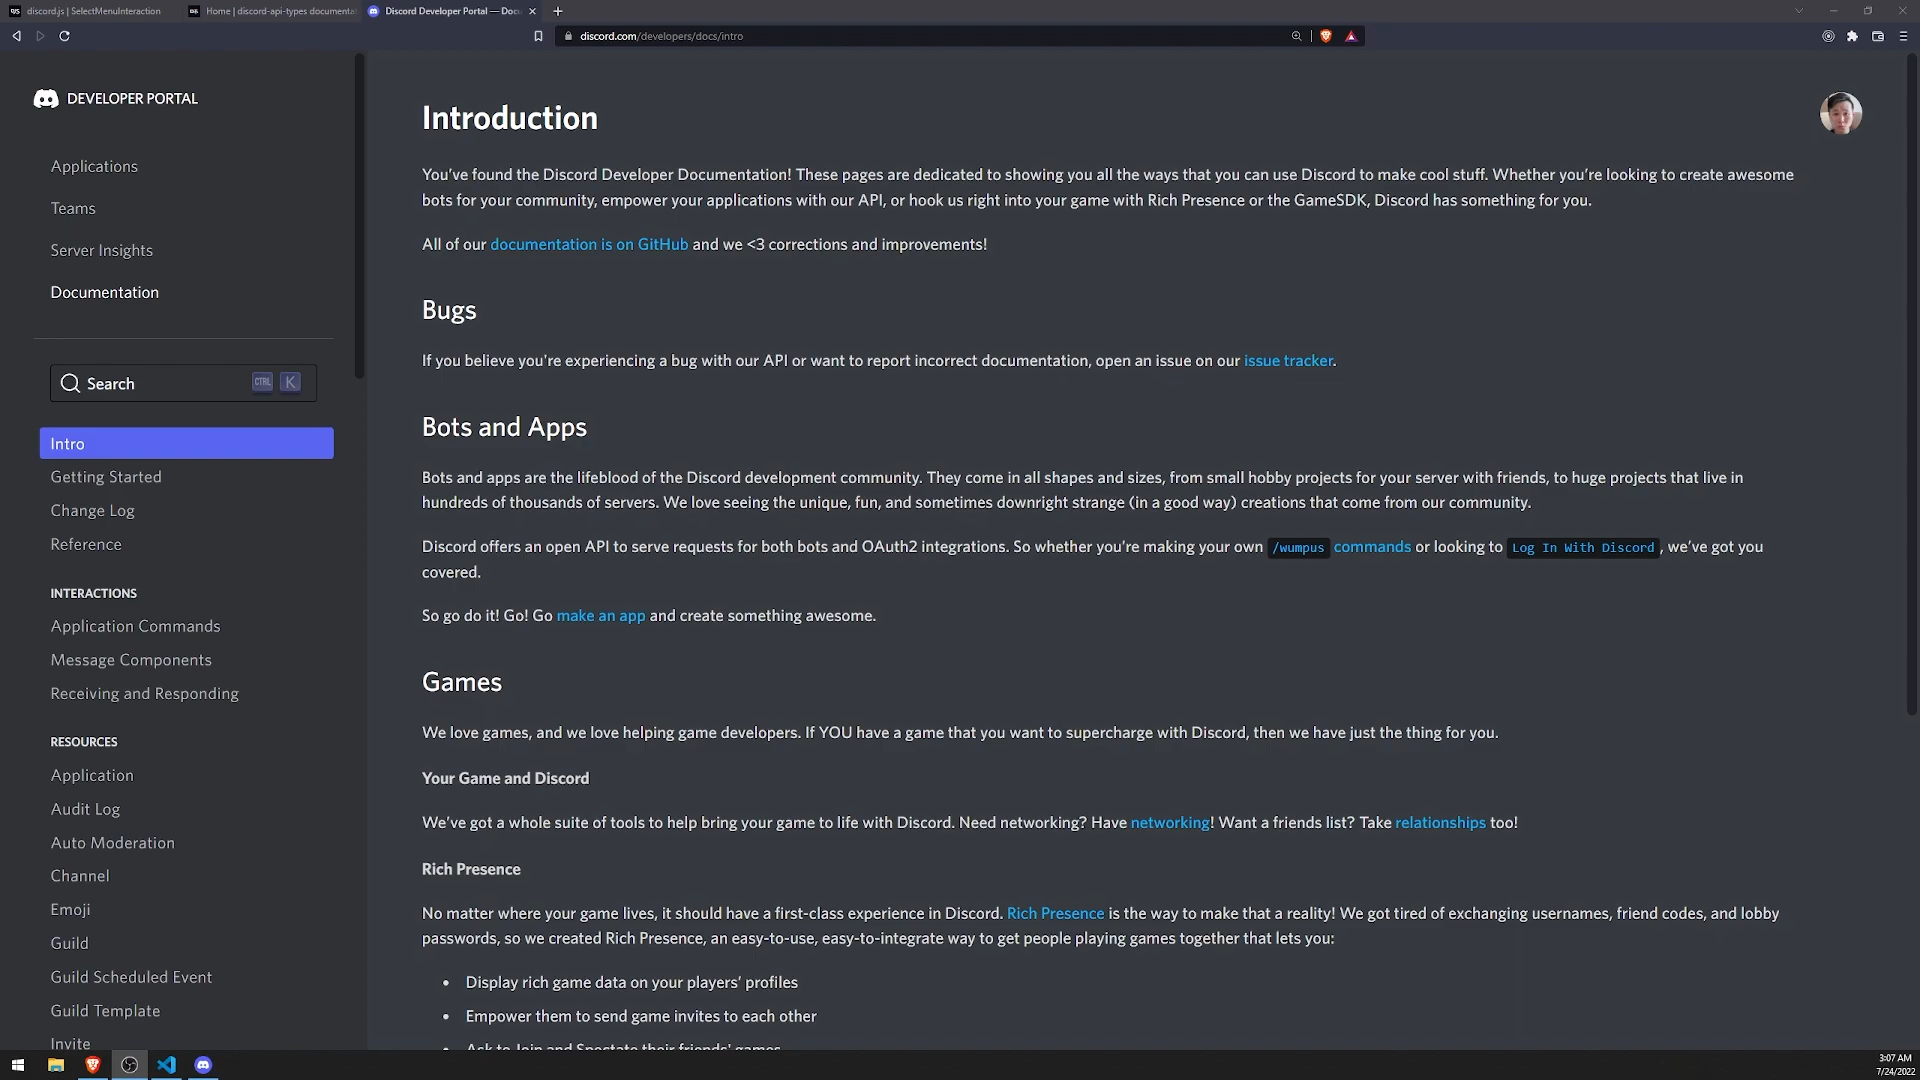 discord.js | SelectMenuInteraction
Home | discord-api-types documenta
Discord Developer Portal — Docu
discord.com/developers/docs/intro
DEVELOPER PORTAL
Applications
Teams
Server Insights
Documentation
Search
CTRL K
Intro
Getting Started
Change Log
Reference
INTERACTIONS
Application Commands
Message Components
Receiving and Responding
RESOURCES
Application
Audit Log
Auto Moderation
Channel
Emoji
Guild
Guild Scheduled Event
Guild Template
Invite
Introduction
You’ve found the Discord Developer Documentation! These pages are dedicated to showing you all the ways that you can use Discord to make cool stuff. Whether you’re looking to create awesome
bots for your community, empower your applications with our API, or hook us right into your game with Rich Presence or the GameSDK, Discord has something for you.
All of our documentation is on GitHub and we <3 corrections and improvements!
Bugs
If you believe you're experiencing a bug with our API or want to report incorrect documentation, open an issue on our issue tracker.
Bots and Apps
Bots and apps are the lifeblood of the Discord development community. They come in all shapes and sizes, from small hobby projects for your server with friends, to huge projects that live in
hundreds of thousands of servers. We love seeing the unique, fun, and sometimes downright strange (in a good way) creations that come from our community.
Discord offers an open API to serve requests for both bots and OAuth2 integrations. So whether you’re making your own /wumpus commands or looking to Log In With Discord , we’ve got you
covered.
So go do it! Go! Go make an app and create something awesome.
Games
We love games, and we love helping game developers. If YOU have a game that you want to supercharge with Discord, then we have just the thing for you.
Your Game and Discord
We’ve got a whole suite of tools to help bring your game to life with Discord. Need networking? Have networking! Want a friends list? Take relationships too!
Rich Presence
No matter where your game lives, it should have a first-class experience in Discord. Rich Presence is the way to make that a reality! We got tired of exchanging usernames, friend codes, and lobby
passwords, so we created Rich Presence, an easy-to-use, easy-to-integrate way to get people playing games together that lets you:
• Display rich game data on your players’ profiles
• Empower them to send game invites to each other
• Ask to Join and Spectate their friends' games
3:07 AM
7/24/2022